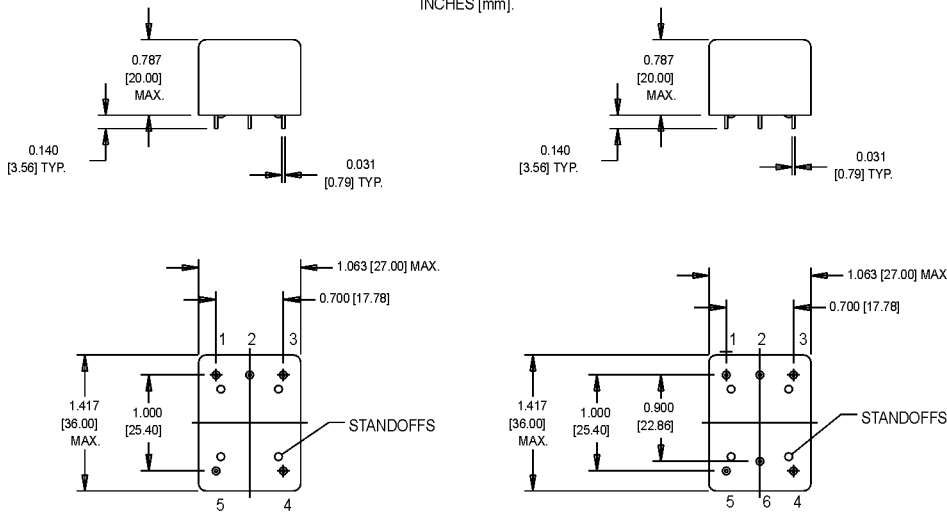 INCHES [mm].
0.787
[20.00]
MAX.
0.140
[3.56] TYP.
0.031
[0.79] TYP.
0.787
[20.00]
MAX.
0.140
[3.56] TYP.
0.031
[0.79] TYP.
1.063 [27.00] MAX.
0.700 [17.78]
1 2 3
1.417
[36.00]
MAX.
1.000
[25.40]
STANDOFFS
5 4
1.063 [27.00] MAX
0.700 [17.78]
1 2 3
1.417
[36.00]
MAX.
1.000
[25.40]
0.900
[22.86]
STANDOFFS
5 6 4